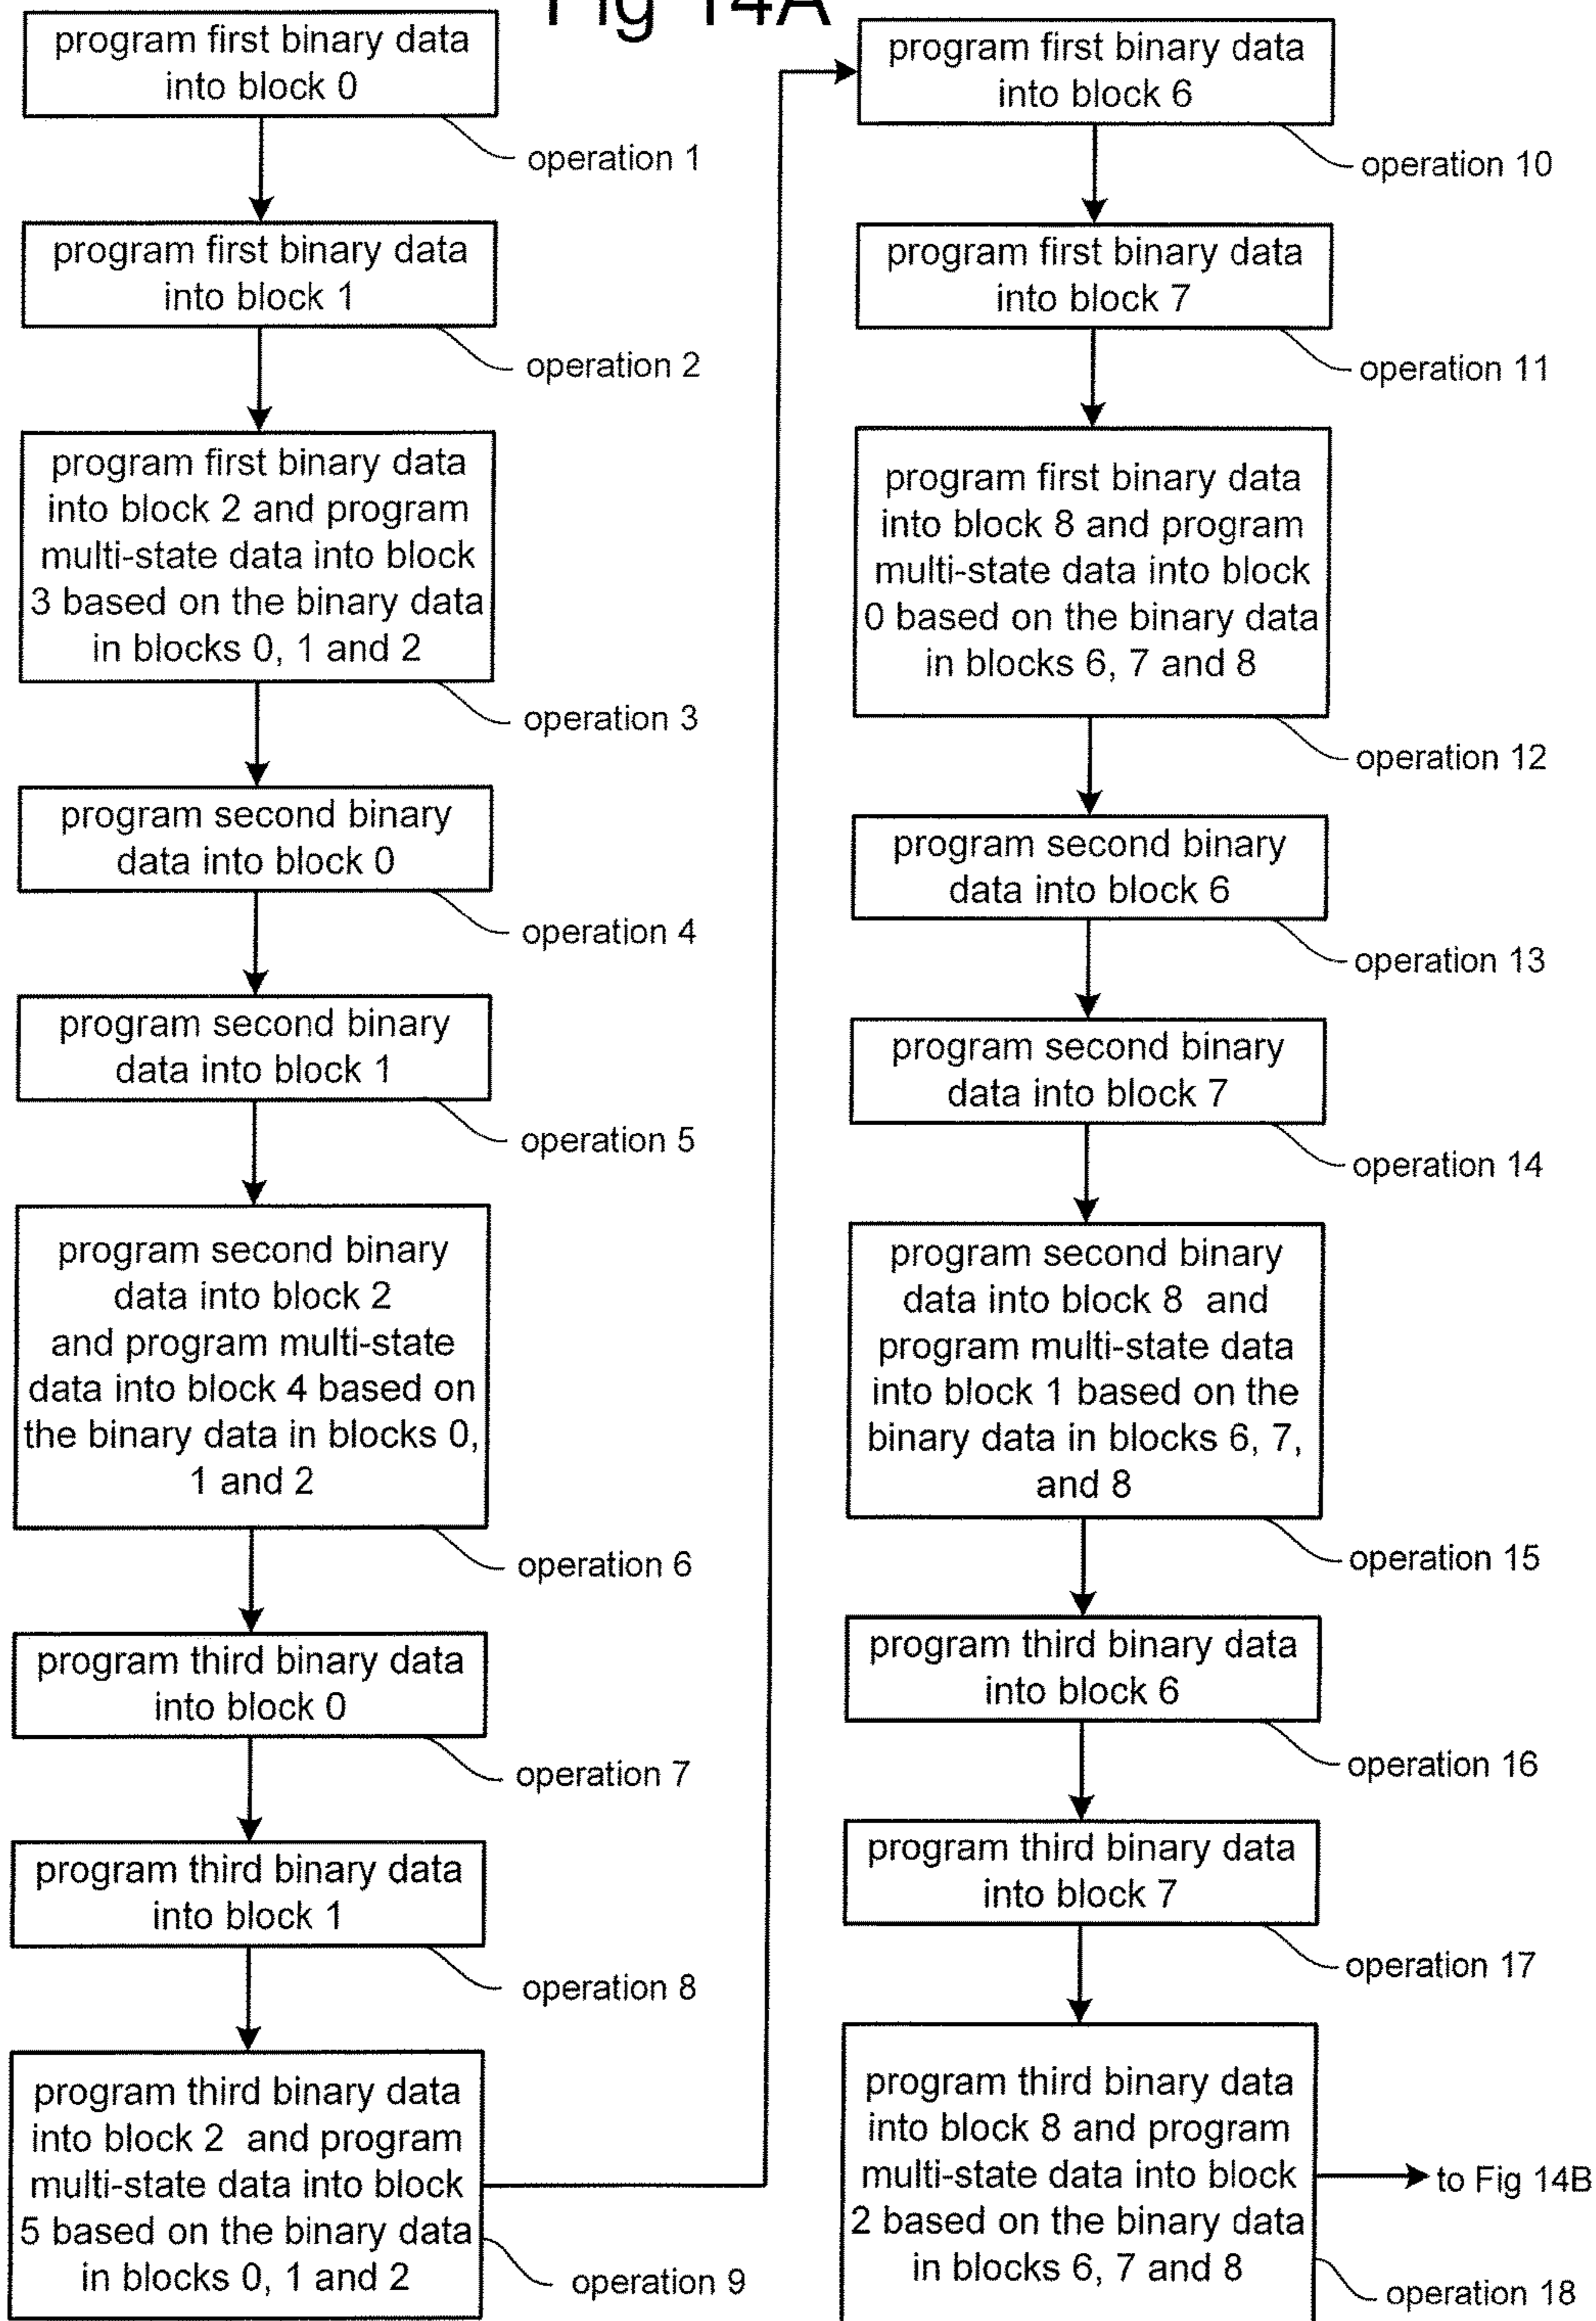 Fig 14A
program first binary data
into block 0
operation 1
program first binary data
into block 1
operation 2
program first binary data
into block 2 and program
multi-state data into block
3 based on the binary data
in blocks 0, 1 and 2
operation 3
program second binary
data into block 0
operation 4
program second binary
data into block 1
operation 5
program second binary
data into block 2
and program multi-state
data into block 4 based on
the binary data in blocks 0,
1 and 2
operation 6
program third binary data
into block 0
operation 7
program third binary data
into block 1
operation 8
program third binary data
into block 2 and program
multi-state data into block
5 based on the binary data
in blocks 0, 1 and 2
operation 9
program first binary data
into block 6
operation 10
program first binary data
into block 7
operation 11
program first binary data
into block 8 and program
multi-state data into block
0 based on the binary data
in blocks 6, 7 and 8
operation 12
program second binary
data into block 6
operation 13
program second binary
data into block 7
operation 14
program second binary
data into block 8 and
program multi-state data
into block 1 based on the
binary data in blocks 6, 7,
and 8
operation 15
program third binary data
into block 6
operation 16
program third binary data
into block 7
operation 17
program third binary data
into block 8 and program
multi-state data into block
2 based on the binary data
in blocks 6, 7 and 8
to Fig 14B
operation 18